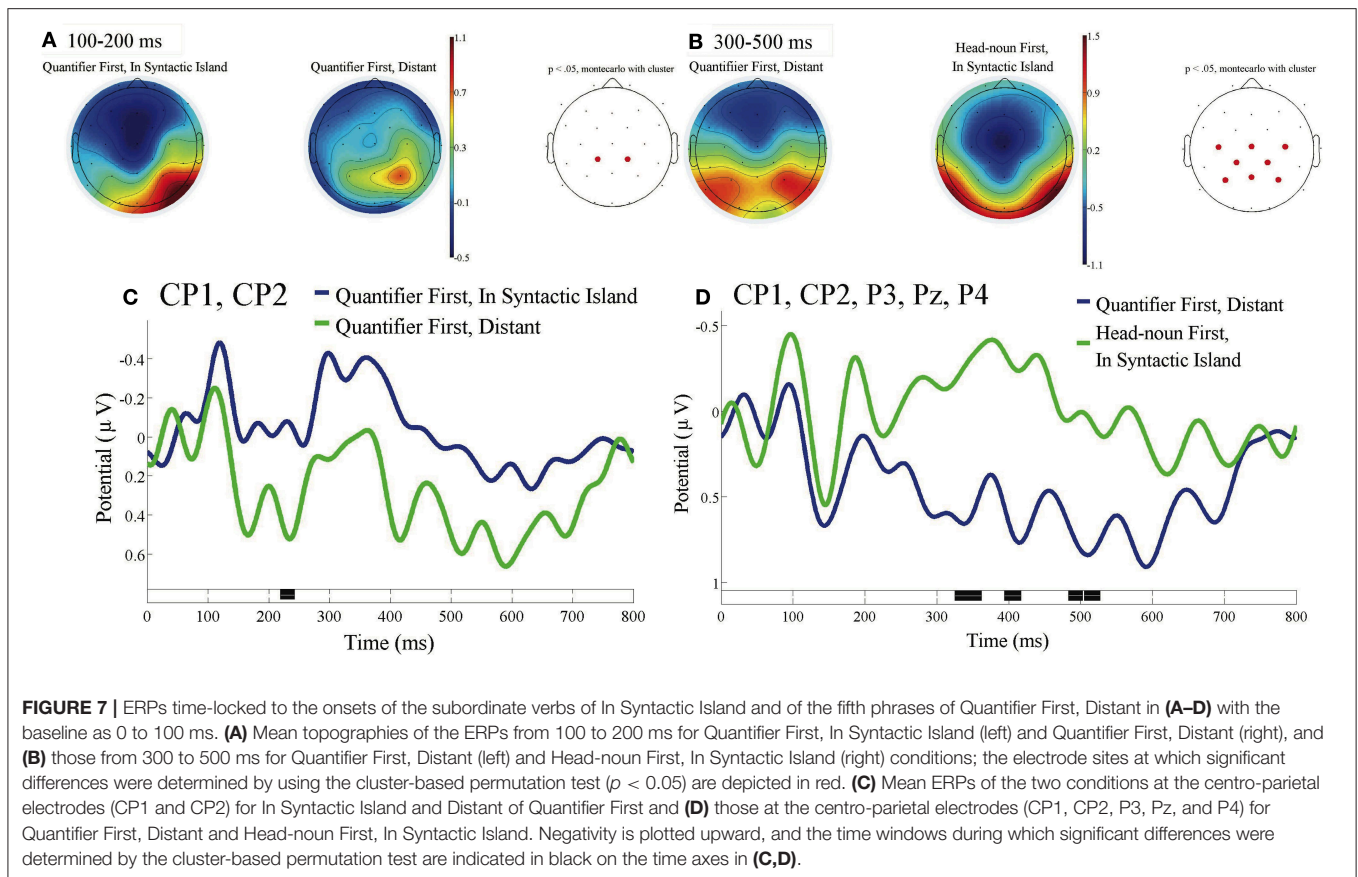 A 100-200 ms
Quantifier First, In Syntactic Island
Quantifier First, Distant
1.1
0.7
0.3
-0.1
-0.5
p < .05, montecarlo with cluster
B 300-500 ms
Quantifier First, Distant
Head-noun First,
In Syntactic Island
1.5
0.9
0.2
-0.5
-1.1
p < .05, montecarlo with cluster
C CP1, CP2
Quantifier First, In Syntactic Island
Quantifier First, Distant
Potential (μ V)
-0.4
-0.2
0
0.2
0.4
0.6
0 100 200 300 400 500 600 700 800
Time (ms)
D CP1, CP2, P3, Pz, P4
Quantifier First, Distant
Head-noun First,
In Syntactic Island
Potential (μ V)
-0.5
0
0.5
1
0 100 200 300 400 500 600 700 800
Time (ms)
FIGURE 7 | ERPs time-locked to the onsets of the subordinate verbs of In Syntactic Island and of the fifth phrases of Quantifier First, Distant in (A–D) with the
baseline as 0 to 100 ms. (A) Mean topographies of the ERPs from 100 to 200 ms for Quantifier First, In Syntactic Island (left) and Quantifier First, Distant (right), and
(B) those from 300 to 500 ms for Quantifier First, Distant (left) and Head-noun First, In Syntactic Island (right) conditions; the electrode sites at which significant
differences were determined by using the cluster-based permutation test (p < 0.05) are depicted in red. (C) Mean ERPs of the two conditions at the centro-parietal
electrodes (CP1 and CP2) for In Syntactic Island and Distant of Quantifier First and (D) those at the centro-parietal electrodes (CP1, CP2, P3, Pz, and P4) for
Quantifier First, Distant and Head-noun First, In Syntactic Island. Negativity is plotted upward, and the time windows during which significant differences were
determined by the cluster-based permutation test are indicated in black on the time axes in (C,D).